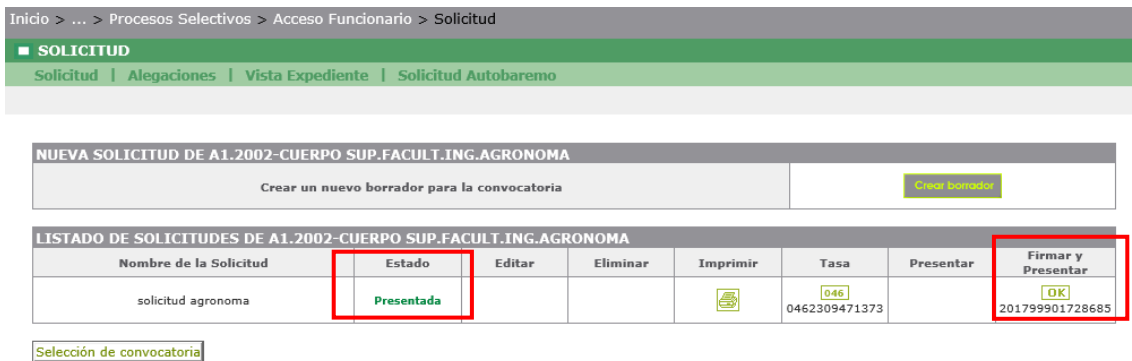 Inicio > ... > Procesos Selectivos > Acceso Funcionario > Solicitud
SOLICITUD
Solicitud | Alegaciones | Vista Expediente | Solicitud Autobaremo
NUEVA SOLICITUD DE A1.2002-CUERPO SUP.FACULT.ING.AGRONOMA
Crear un nuevo borrador para la convocatoria Crear borrador
LISTADO DE SOLICITUDES DE A1.2002-CUERPO SUP.FACULT.ING.AGRONOMA
Nombre de la Solicitud Estado Editar Eliminar Imprimir Tasa Presentar Firmar y
Presentar
solicitud agronoma Presentada 046 OK
0462309471373 201799901728685
Selección de convocatoria